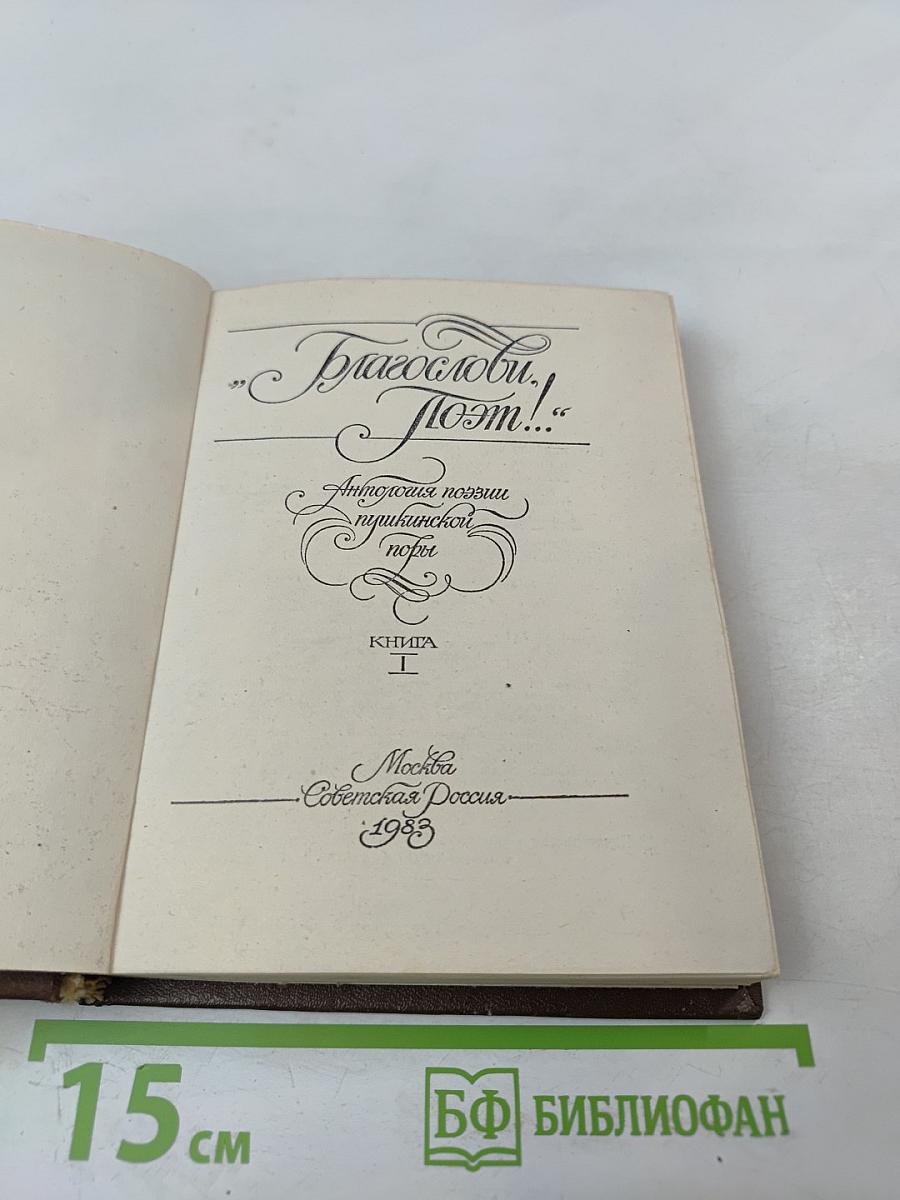 „Благослови,
Поэт!..“
Антология поэзии
пушкинской
поры
КНИГА
I
Москва
Советская Россия
1983
15 см
БФ БИБЛИОФАН